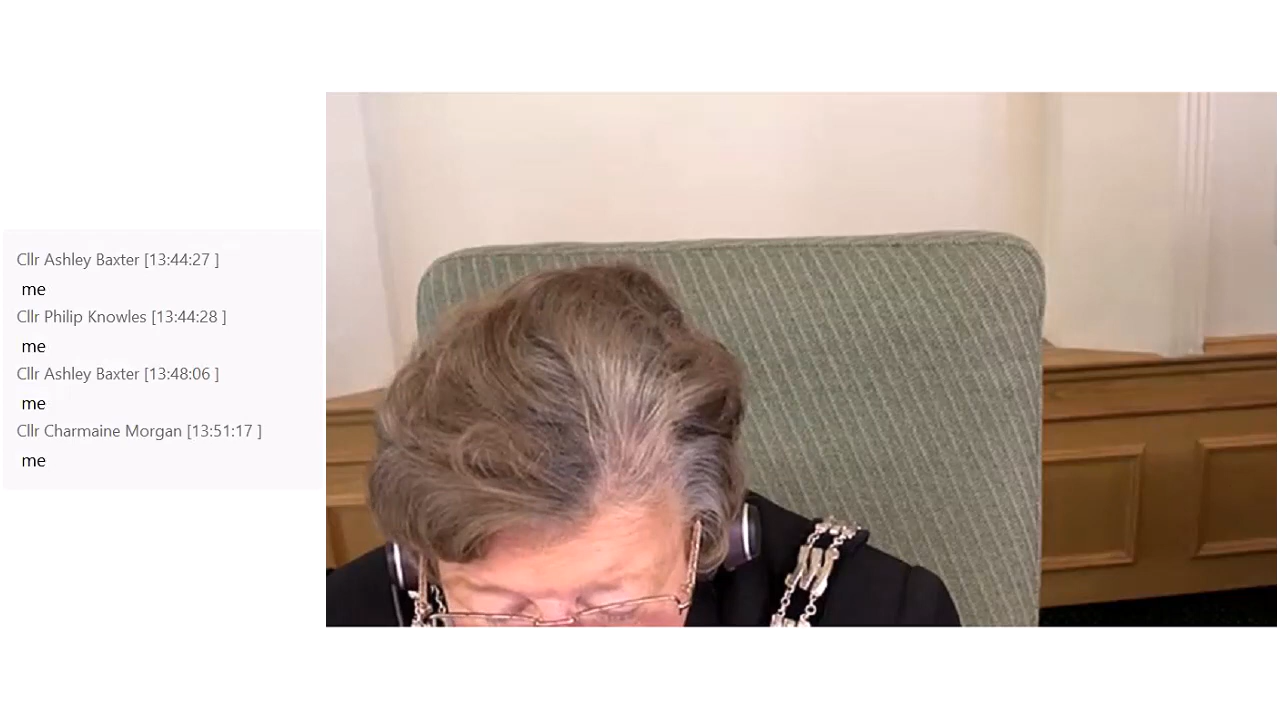 Cllr Ashley Baxter [13:44:27 ]
me
Cllr Philip Knowles [13:44:28 ]
me
Cllr Ashley Baxter [13:48:06 ]
me
Cllr Charmaine Morgan [13:51:17 ]
me